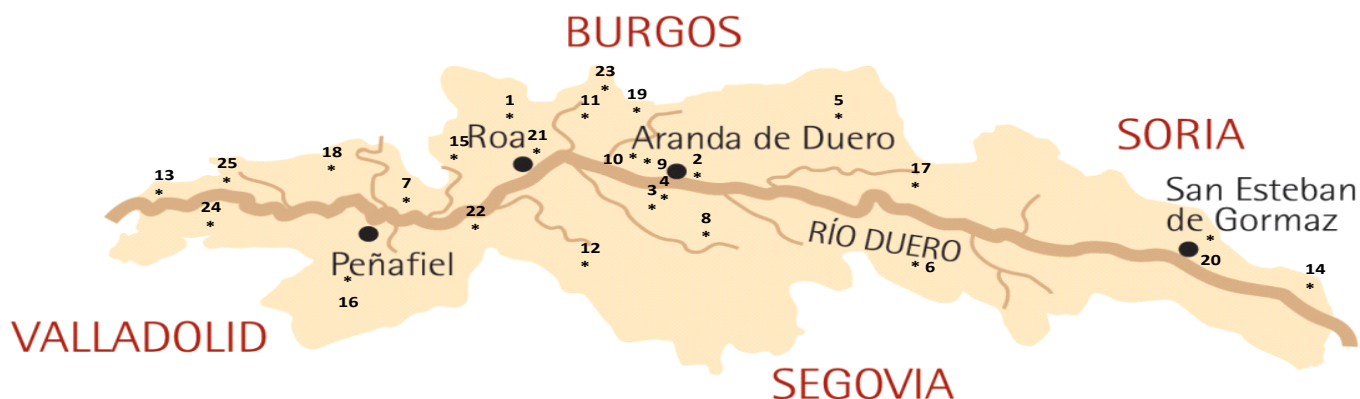 BURGOS
23
1
11
19
5
Roa
21
Aranda de Duero
SORIA
15
10
9
2
18
25
13
17
7
3
4
San Esteban
de Gormaz
24
22
8
RÍO DUERO
12
6
20
14
Peñafiel
16
VALLADOLID
SEGOVIA